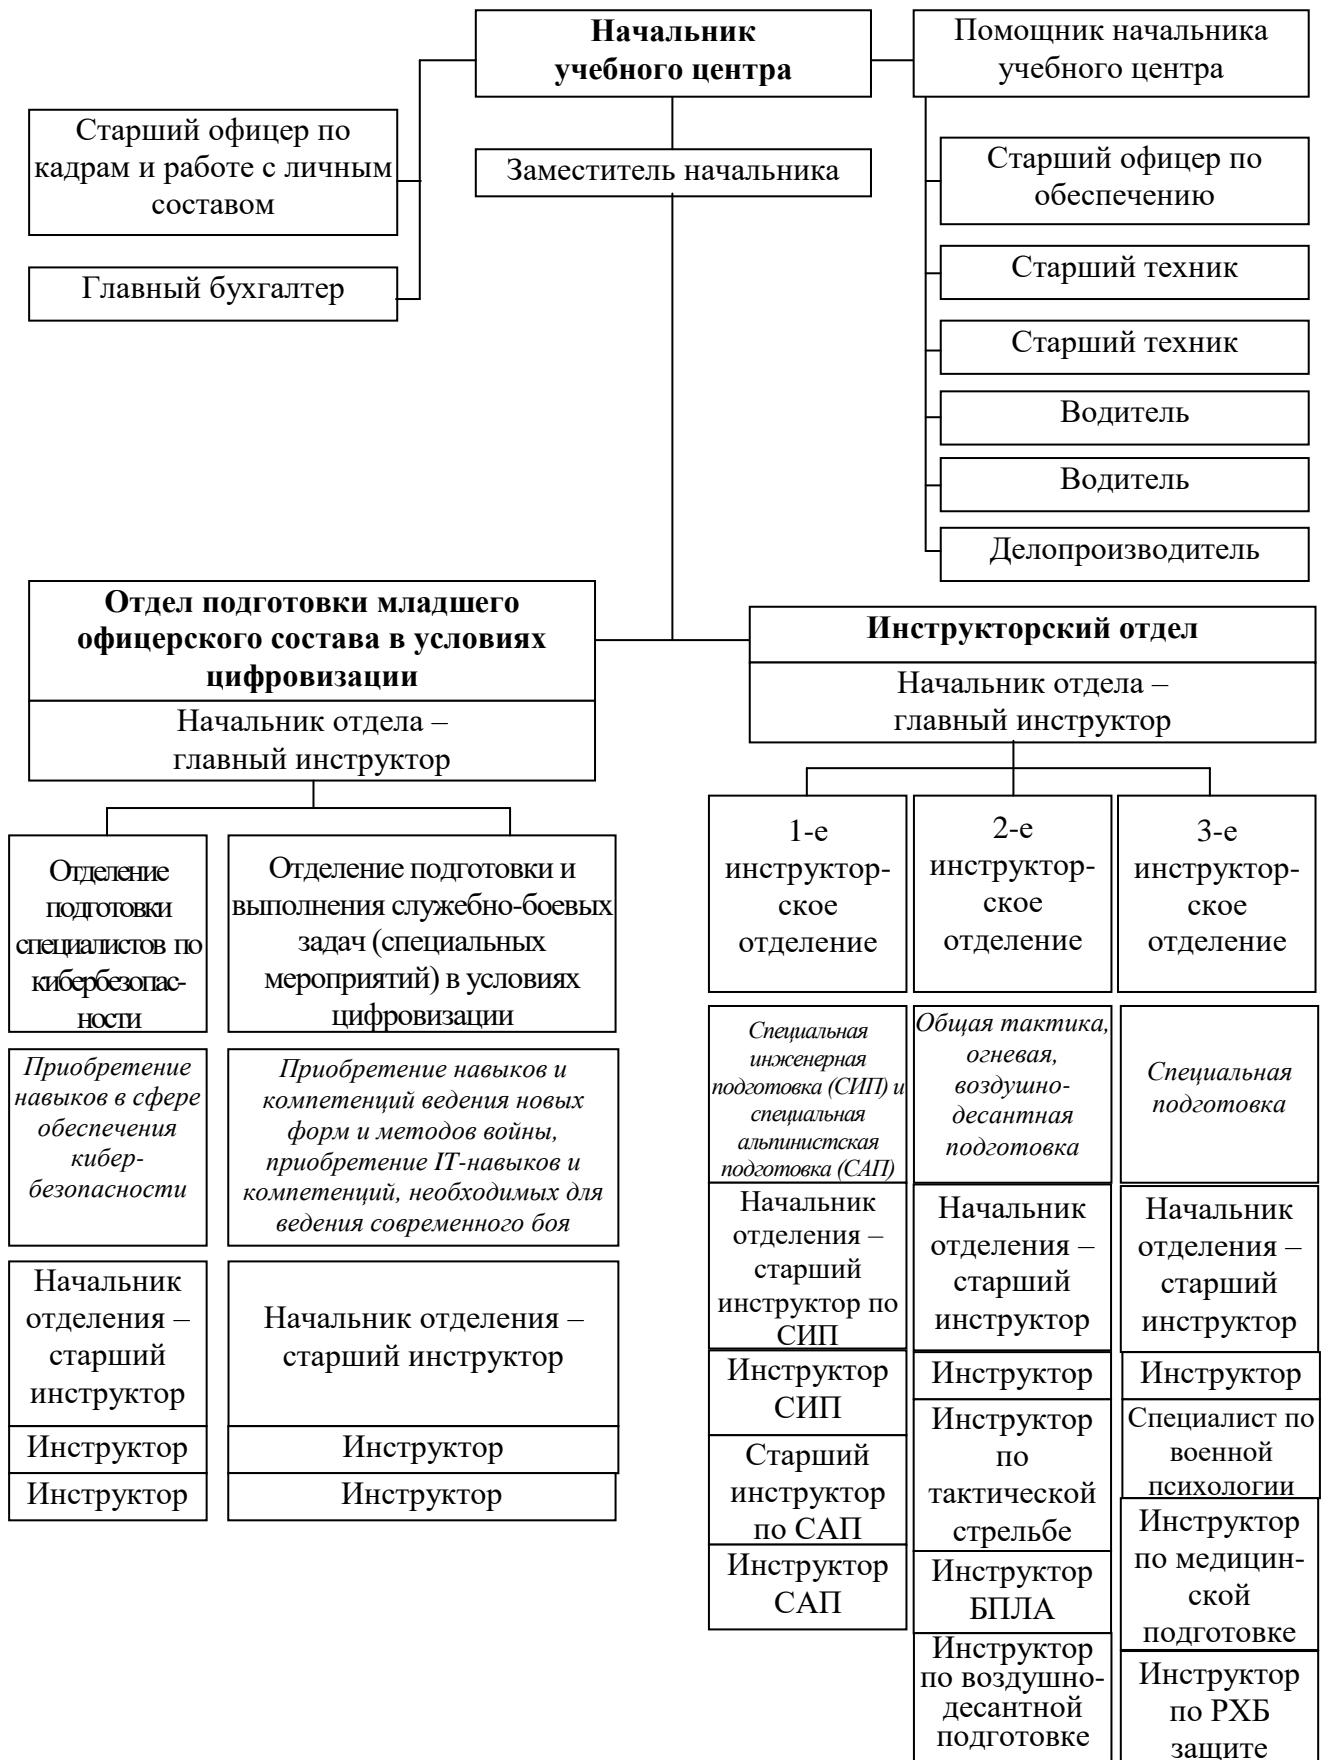 Начальник
учебного центра
Помощник начальника
учебного центра
Старший офицер по
кадрам и работе с личным
составом
Главный бухгалтер
Заместитель начальника
Старший офицер по
обеспечению
Старший техник
Старший техник
Водитель
Водитель
Делопроизводитель
Отдел подготовки младшего
офицерского состава в условиях
цифровизации
Начальник отдела –
главный инструктор
Инструкторский отдел
Начальник отдела –
главный инструктор
Отделение
подготовки
специалистов по
кибербезопас-
ности
Приобретение
навыков в сфере
обеспечения
кибер-
безопасности
Начальник
отделения –
старший
инструктор
Инструктор
Инструктор
Отделение подготовки и
выполнения служебно-боевых
задач (специальных
мероприятий) в условиях
цифровизации
Приобретение навыков и
компетенций ведения новых
форм и методов войны,
приобретение IT-навыков и
компетенций, необходимых для
ведения современного боя
Начальник отделения –
старший инструктор
Инструктор
Инструктор
1-е
инструктор-
ское
отделение
Специальная
инженерная
подготовка (СИП) и
специальная
альпинистская
подготовка (САП)
Начальник
отделения –
старший
инструктор по
СИП
Инструктор
СИП
Старший
инструктор
по САП
Инструктор
САП
2-е
инструктор-
ское
отделение
Общая тактика,
огневая,
воздушно-
десантная
подготовка
Начальник
отделения –
старший
инструктор
Инструктор
Инструктор
по
тактической
стрельбе
Инструктор
БПЛА
Инструктор
по воздушно-
десантной
подготовке
3-е
инструктор-
ское
отделение
Специальная
подготовка
Начальник
отделения –
старший
инструктор
Инструктор
Специалист по
военной
психологии
Инструктор
по медицин-
ской
подготовке
Инструктор
по РХБ
защите